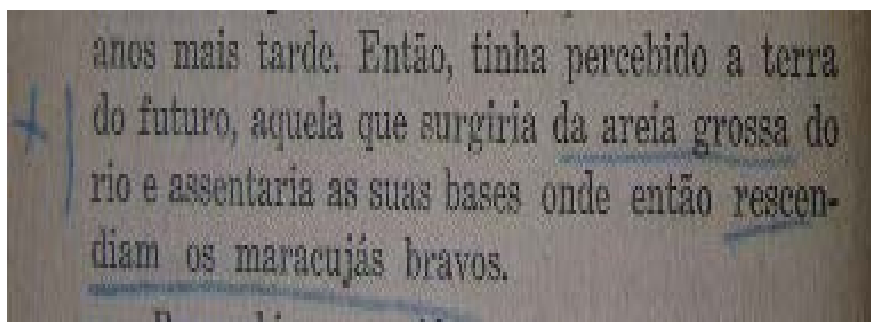 anos mais tarde. Então, tinha percebido a terra
do futuro, aquela que surgiria da areia grossa do
rio e assentaria as suas bases onde então rescen-
diam os maracujás bravos.